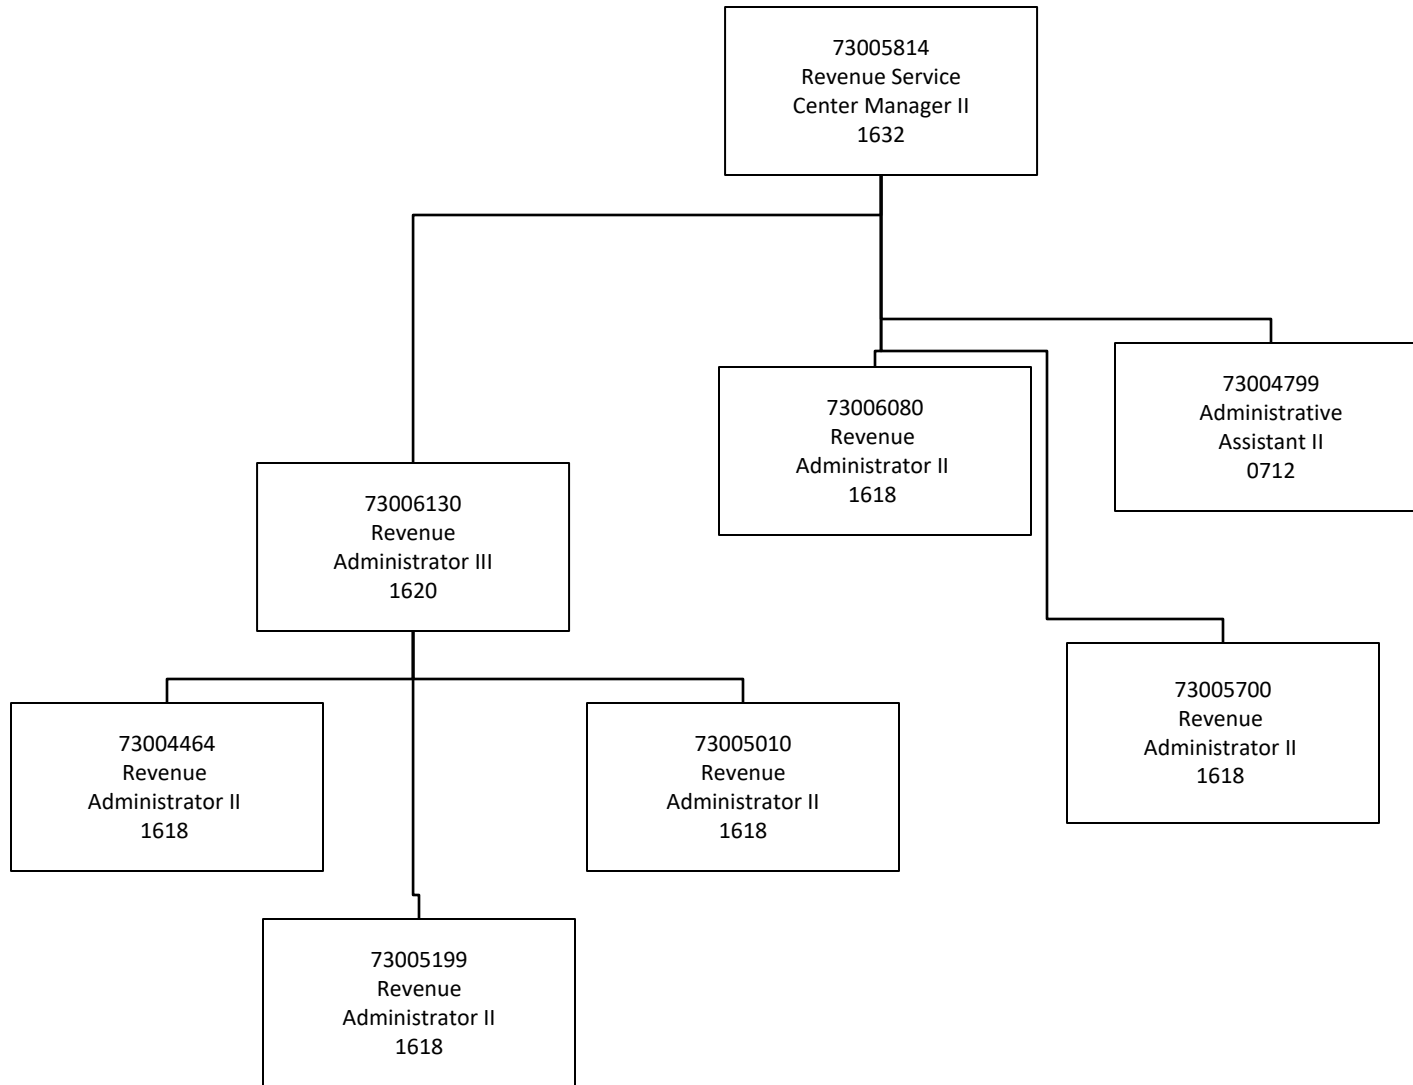 73005814
Revenue Service
Center Manager II
1632
73004799
Administrative
Assistant II
0712
73006080
Revenue
Administrator II
1618
73006130
Revenue
Administrator III
1620
73005700
Revenue
Administrator II
1618
73004464
Revenue
Administrator II
1618
73005010
Revenue
Administrator II
1618
73005199
Revenue
Administrator II
1618